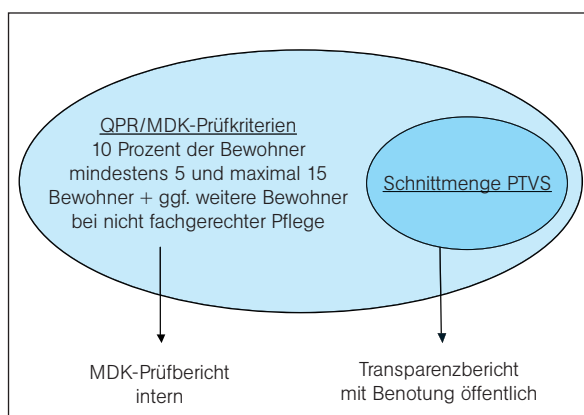 QPR/MDK-Prüfkriterien
10 Prozent der Bewohner
mindestens 5 und maximal 15
Bewohner + ggf. weitere Bewohner
bei nicht fachgerechter Pflege
Schnittmenge PTVS
MDK-Prüfbericht
intern
Transparenzbericht
mit Benotung öffentlich